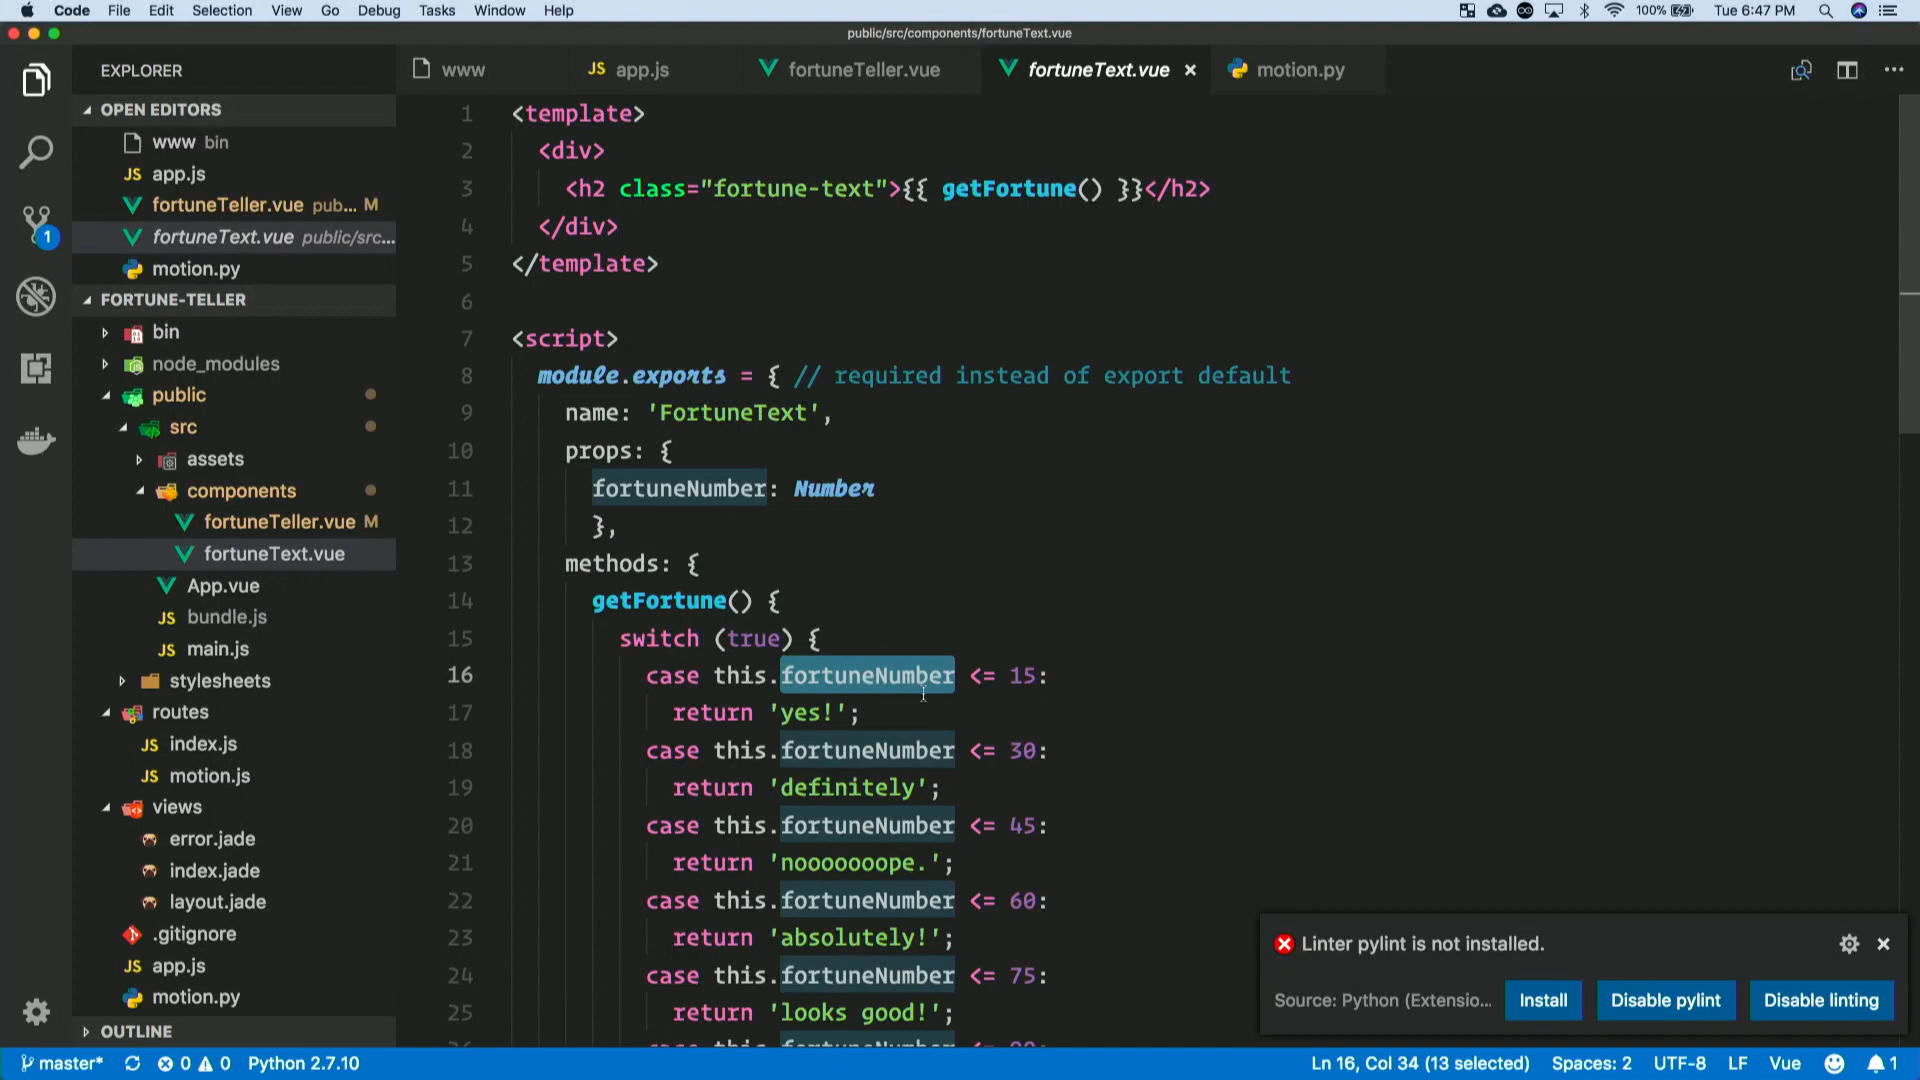 Code File Edit Selection View Go Debug Tasks Window Help 100% Tue 6:47 PM
public/src/components/fortuneText.vue
EXPLORER
OPEN EDITORS
www bin
JS app.js
fortuneTeller.vue pub... M
fortuneText.vue public/src...
motion.py
FORTUNE-TELLER
bin
node_modules
public
src
assets
components
fortuneTeller.vue M
fortuneText.vue
App.vue
JS bundle.js
JS main.js
stylesheets
routes
JS index.js
JS motion.js
views
error.jade
index.jade
layout.jade
.gitignore
JS app.js
motion.py
OUTLINE
1
www JS app.js fortuneTeller.vue fortuneText.vue × motion.py
1 <template>
2 <div>
3 <h2 class="fortune-text">{{ getFortune() }}</h2>
4 </div>
5 </template>
6
7 <script>
8 module.exports = { // required instead of export default
9 name: 'FortuneText',
10 props: {
11 fortuneNumber: Number
12 },
13 methods: {
14 getFortune() {
15 switch (true) {
16 case this.fortuneNumber <= 15:
17 return 'yes!';
18 case this.fortuneNumber <= 30:
19 return 'definitely';
20 case this.fortuneNumber <= 45:
21 return 'nooooooope.';
22 case this.fortuneNumber <= 60:
23 return 'absolutely!';
24 case this.fortuneNumber <= 75:
25 return 'looks good!';
Linter pylint is not installed.
Source: Python (Extensio... Install Disable pylint Disable linting
master* 0 0 Python 2.7.10 Ln 16, Col 34 (13 selected) Spaces: 2 UTF-8 LF Vue 1